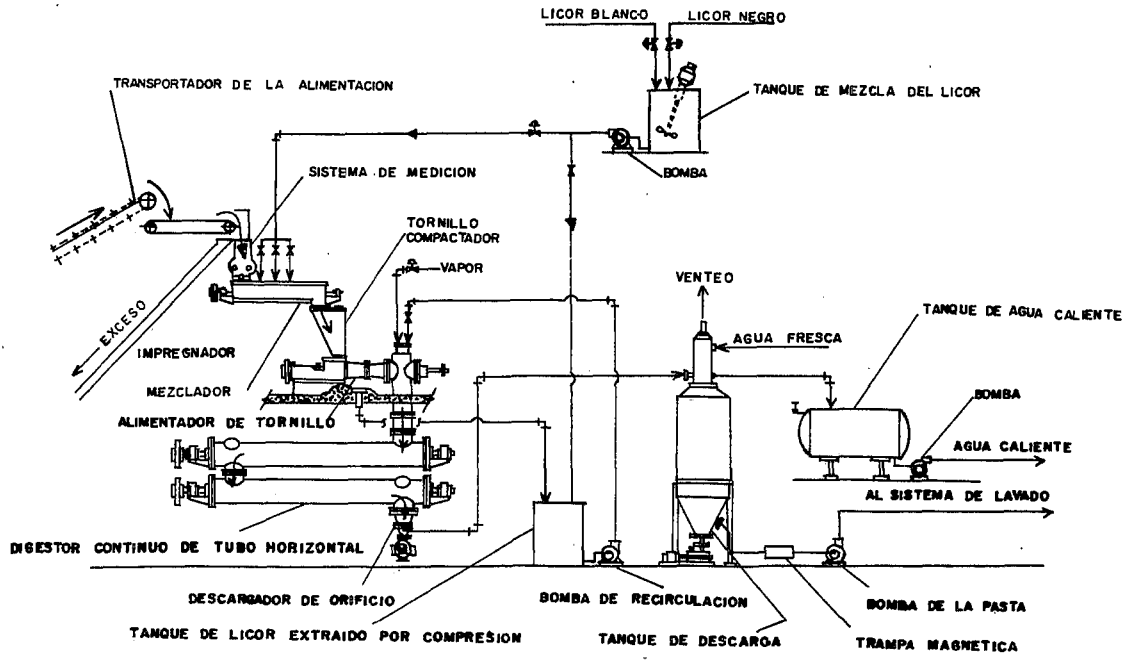 LICOR BLANCO
LICOR NEGRO
TRANSPORTADOR DE LA ALIMENTACION
TANQUE DE MEZCLA DEL LICOR
BOMBA
SISTEMA DE MEDICION
TORNILLO
COMPACTADOR
VAPOR
VENTEO
TANQUE DE AGUA CALIENTE
AGUA FRESCA
EXCESO
IMPREGNADOR
MEZCLADOR
BOMBA
ALIMENTADOR DE TORNILLO
AGUA CALIENTE
AL SISTEMA DE LAVADO
DIGESTOR CONTINUO DE TUBO HORIZONTAL
DESCARGADOR DE ORIFICIO
BOMBA DE RECIRCULACION
BOMBA DE LA PASTA
TANQUE DE LICOR EXTRAIDO POR COMPRESION
TANQUE DE DESCARGA
TRAMPA MAGNETICA